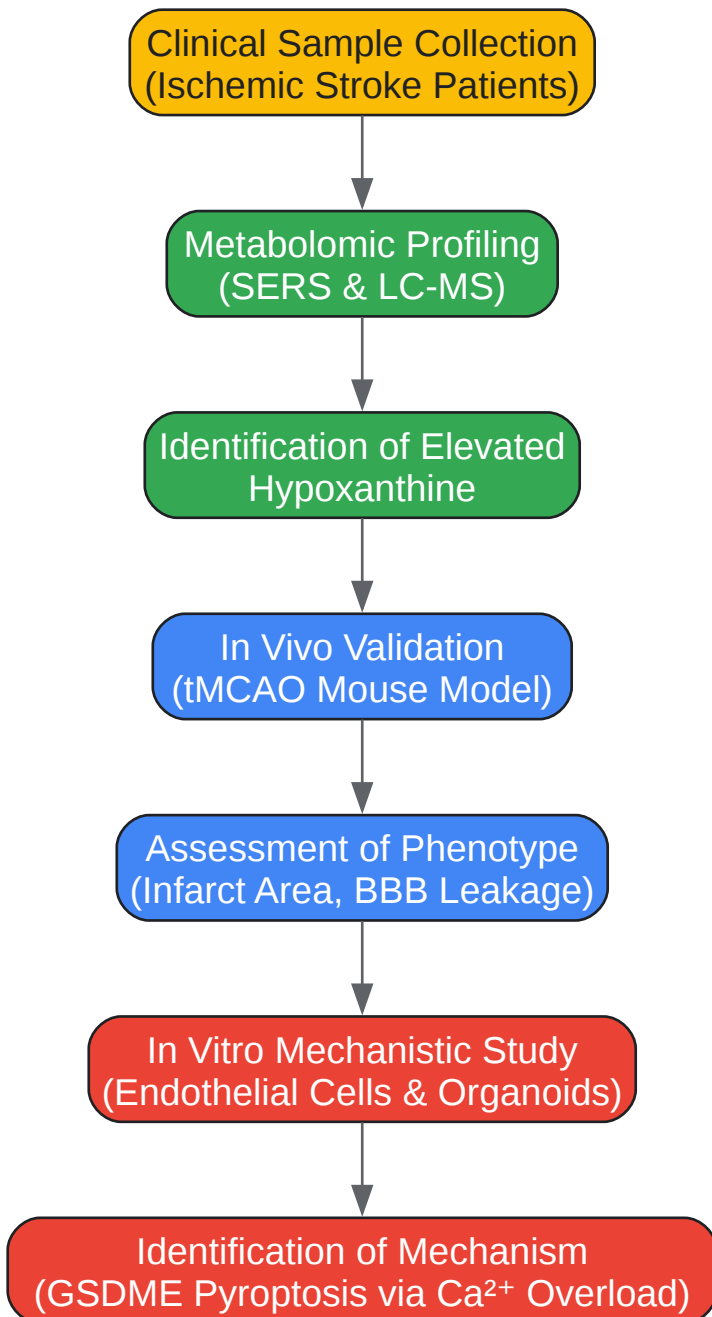 Clinical Sample Collection
(Ischemic Stroke Patients)
Metabolomic Profiling
(SERS & LC-MS)
Identification of Elevated
Hypoxanthine
In Vivo Validation
(tMCAO Mouse Model)
Assessment of Phenotype
(Infarct Area, BBB Leakage)
In Vitro Mechanistic Study
(Endothelial Cells & Organoids)
Identification of Mechanism
(GSDME Pyroptosis via Ca²⁺ Overload)